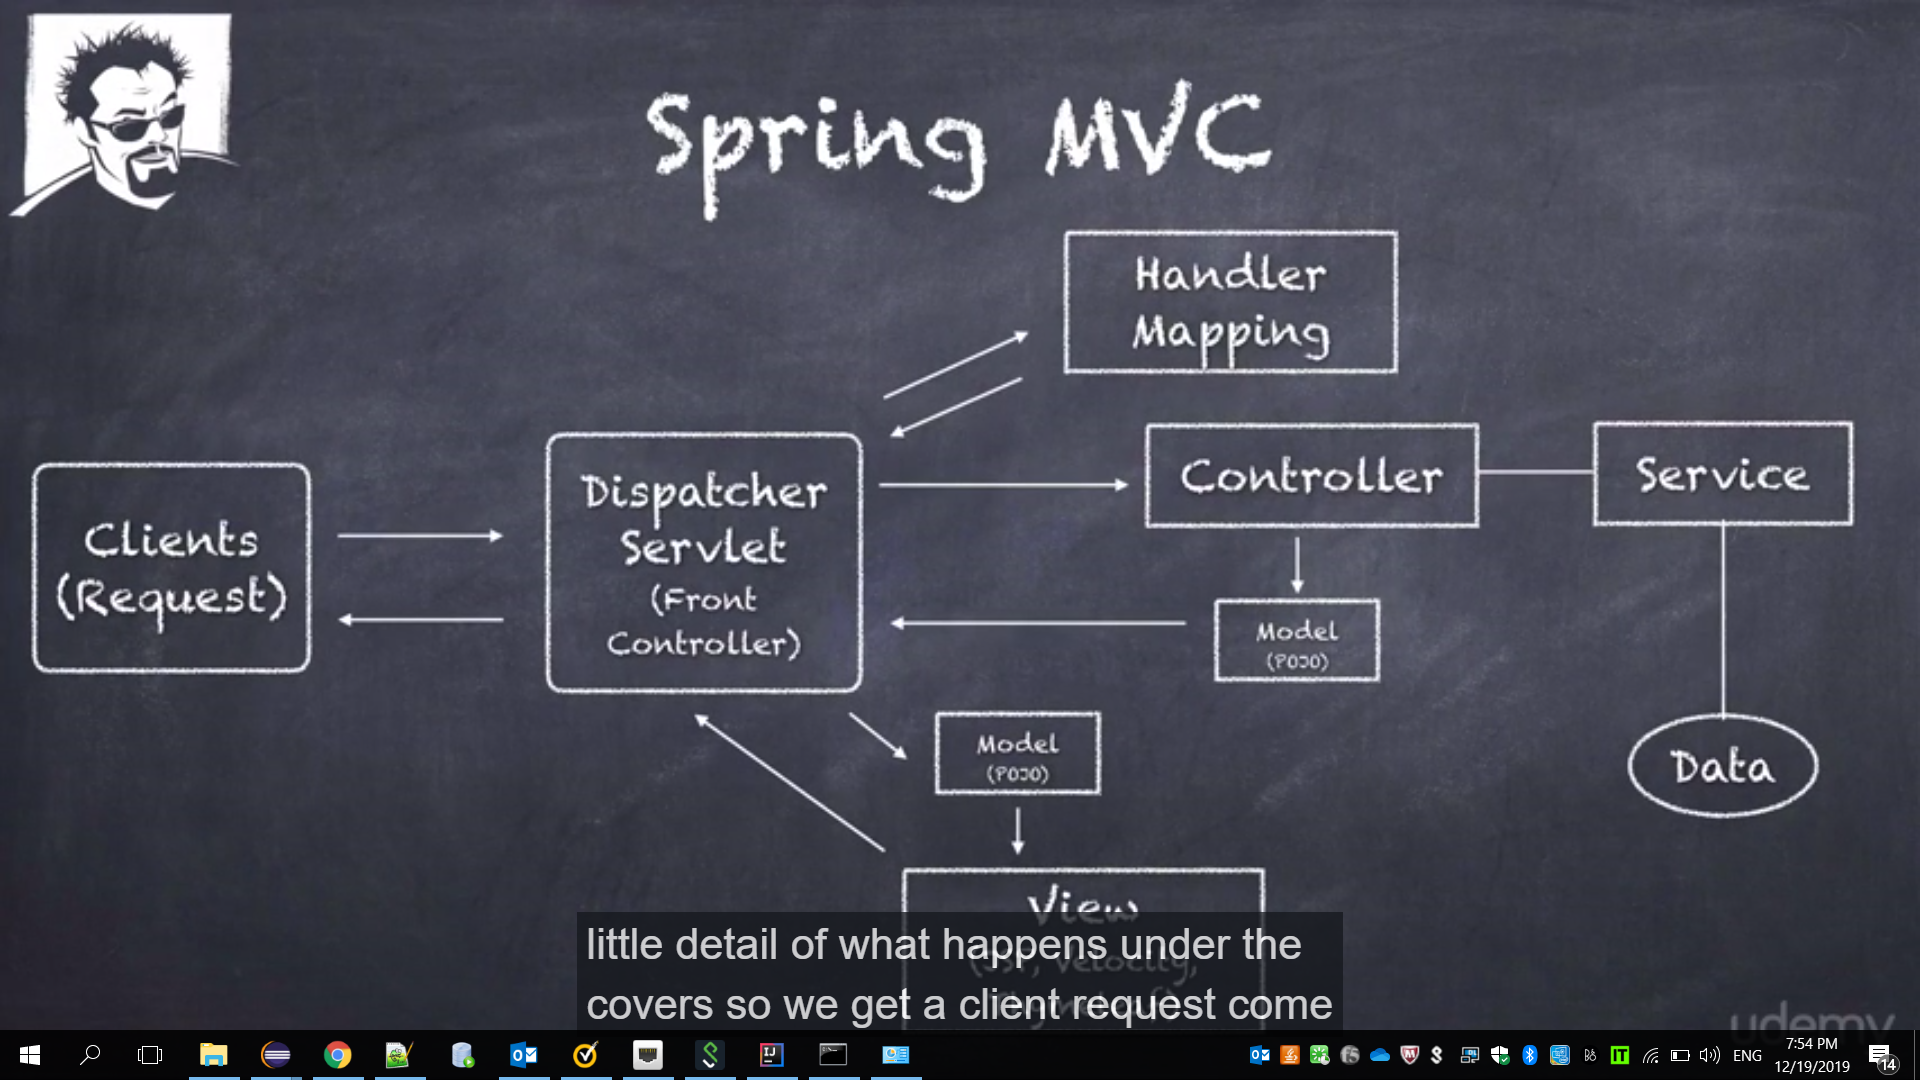 Spring MVC
Handler
Mapping
Clients
(Request)
Dispatcher
Servlet
(Front
Controller)
Controller
Service
Model
(POJO)
Model
(POJO)
Data
View
little detail of what happens under the
covers so we get a client request come
udemy
ENG
7:54 PM
12/19/2019
14